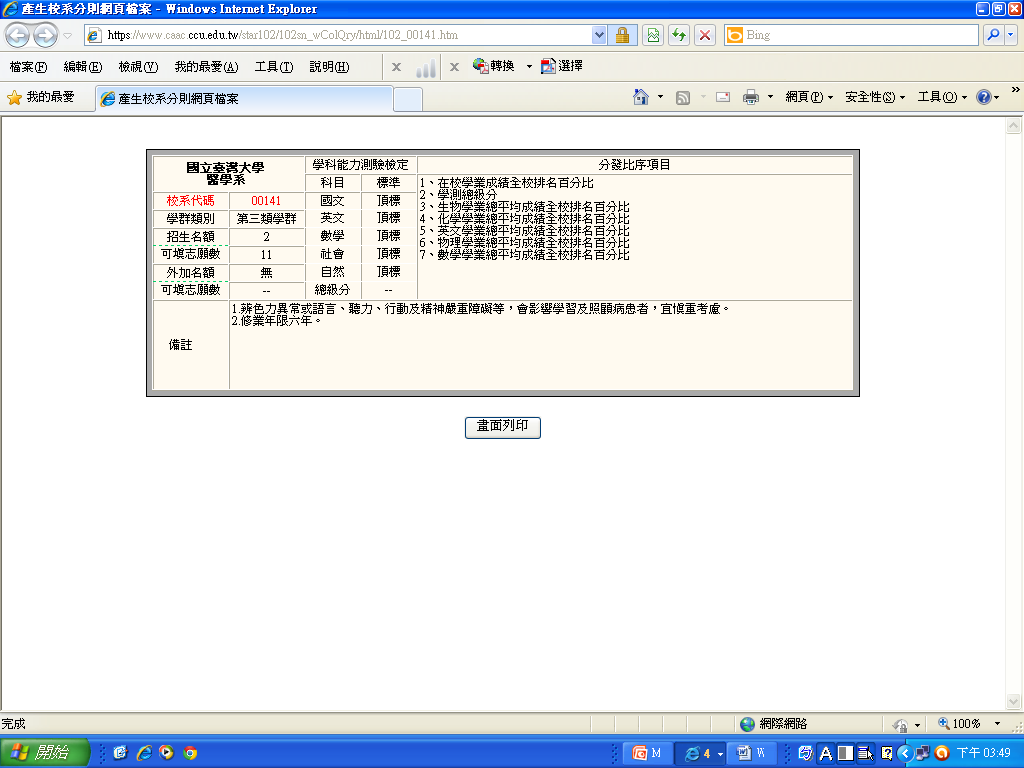 產生校系分則網頁檔案 - Windows Internet Explorer
https://www.caac.ccu.edu.tw/star102/102sn_wColQry/html/102_00141.htm
Bing
檔案(F) 編輯(E) 檢視(V) 我的最愛(A) 工具(T) 說明(H)
轉換 選擇
我的最愛
產生校系分則網頁檔案
網頁(P) 安全性(S) 工具(O)
國立臺灣大學
醫學系
學科能力測驗檢定
分發比序項目
科目 標準
校系代碼 00141 國文 頂標
學群類別 第三類學群 英文 頂標
招生名額 2 數學 頂標
可填志願數 11 社會 頂標
外加名額 無 自然 頂標
可填志願數 -- 總級分 --
1、在校學業成績全校排名百分比
2、學測總級分
3、生物學業總平均成績全校排名百分比
4、化學學業總平均成績全校排名百分比
5、英文學業總平均成績全校排名百分比
6、物理學業總平均成績全校排名百分比
7、數學學業總平均成績全校排名百分比
備註
1.辨色力異常或語言、聽力、行動及精神嚴重障礙等，會影響學習及照顧病患者，宜慎重考慮。
2.修業年限六年。
畫面列印
完成
網際網路
100%
開始
M
4
W
A
下午 03:49